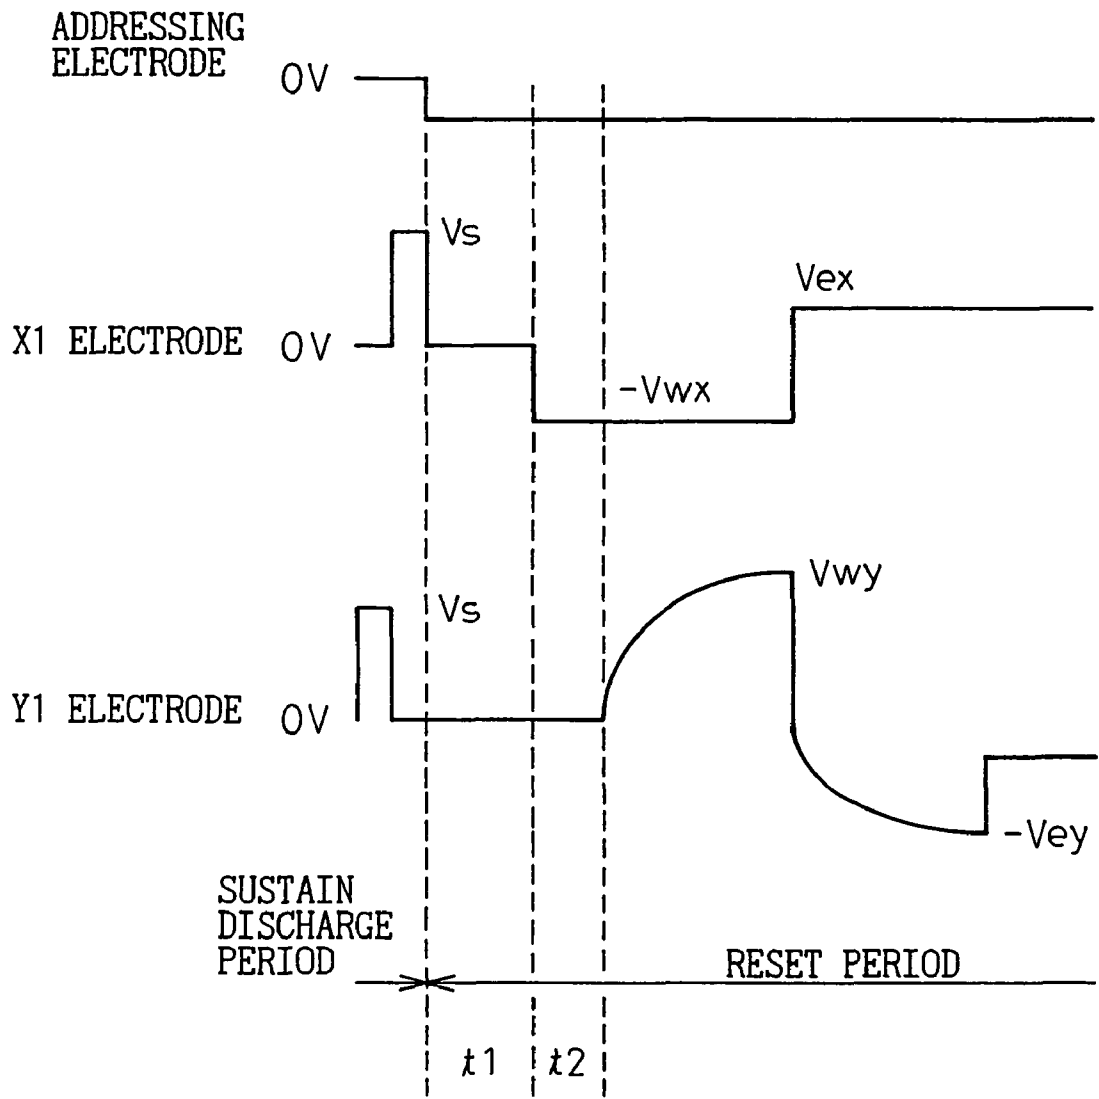 ADDRESSING
ELECTRODE
0V
Vs
Vex
X1 ELECTRODE
0V
-Vwx
Vwy
Vs
Y1 ELECTRODE
0V
-Vey
SUSTAIN
DISCHARGE
PERIOD
RESET PERIOD
t1
t2